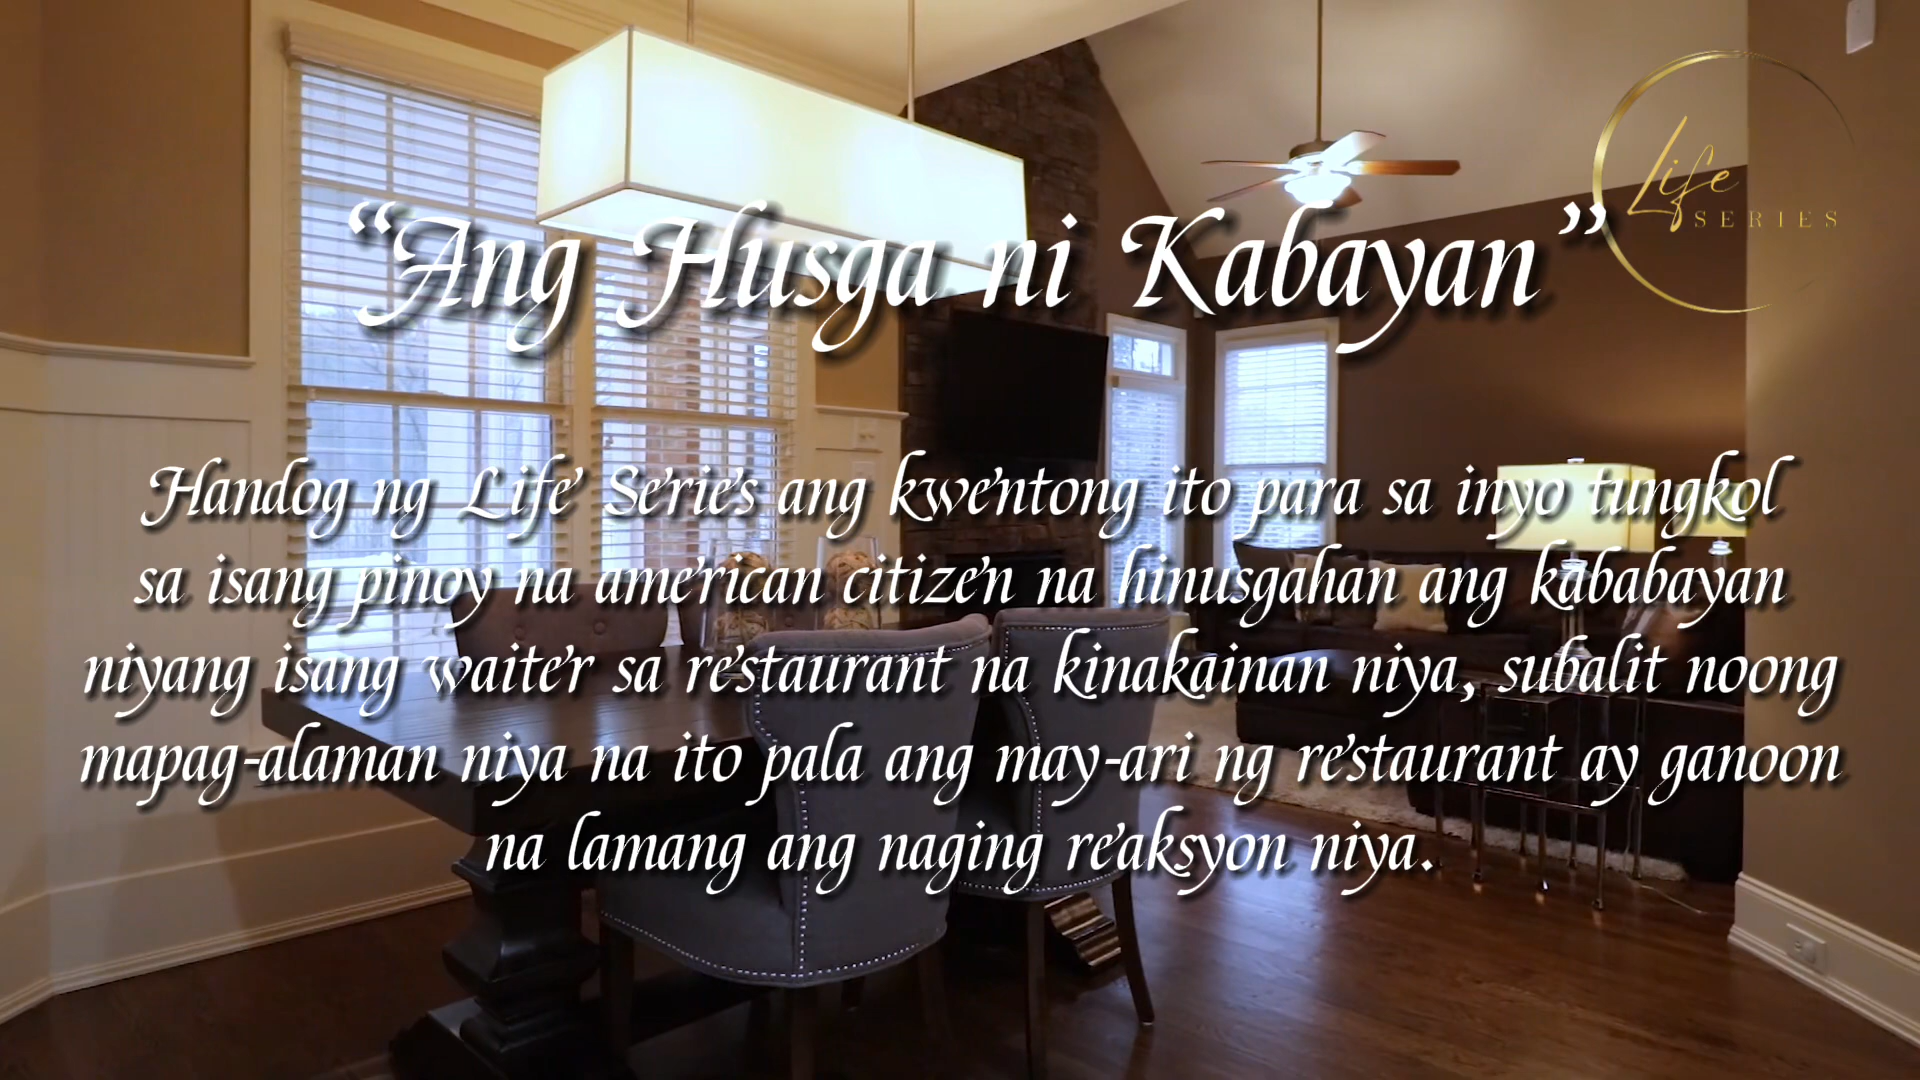 Life
SERIES
“Ang Husga ni Kabayan”
Handog ng Life Series ang kwentong ito para sa inyo tungkol
sa isang pinoy na american citizen na hinusgahan ang kababayan
niyang isang waiter sa restaurant na kinakainan niya, subalit noong
mapag-alaman niya na ito pala ang may-ari ng restaurant ay ganoon
na lamang ang naging reaksyon niya.